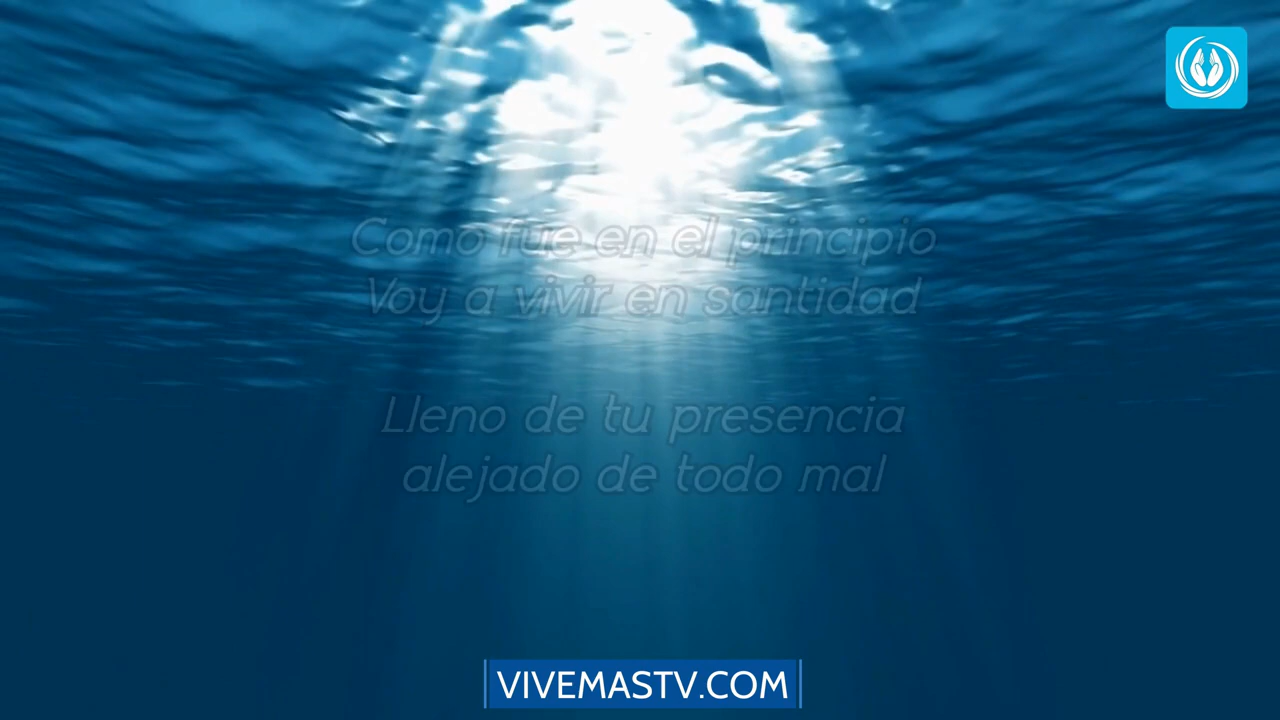 Como fue en el principio
Voy a vivir en santidad
Lleno de tu presencia
alejado de todo mal
VIVEMASTV.COM